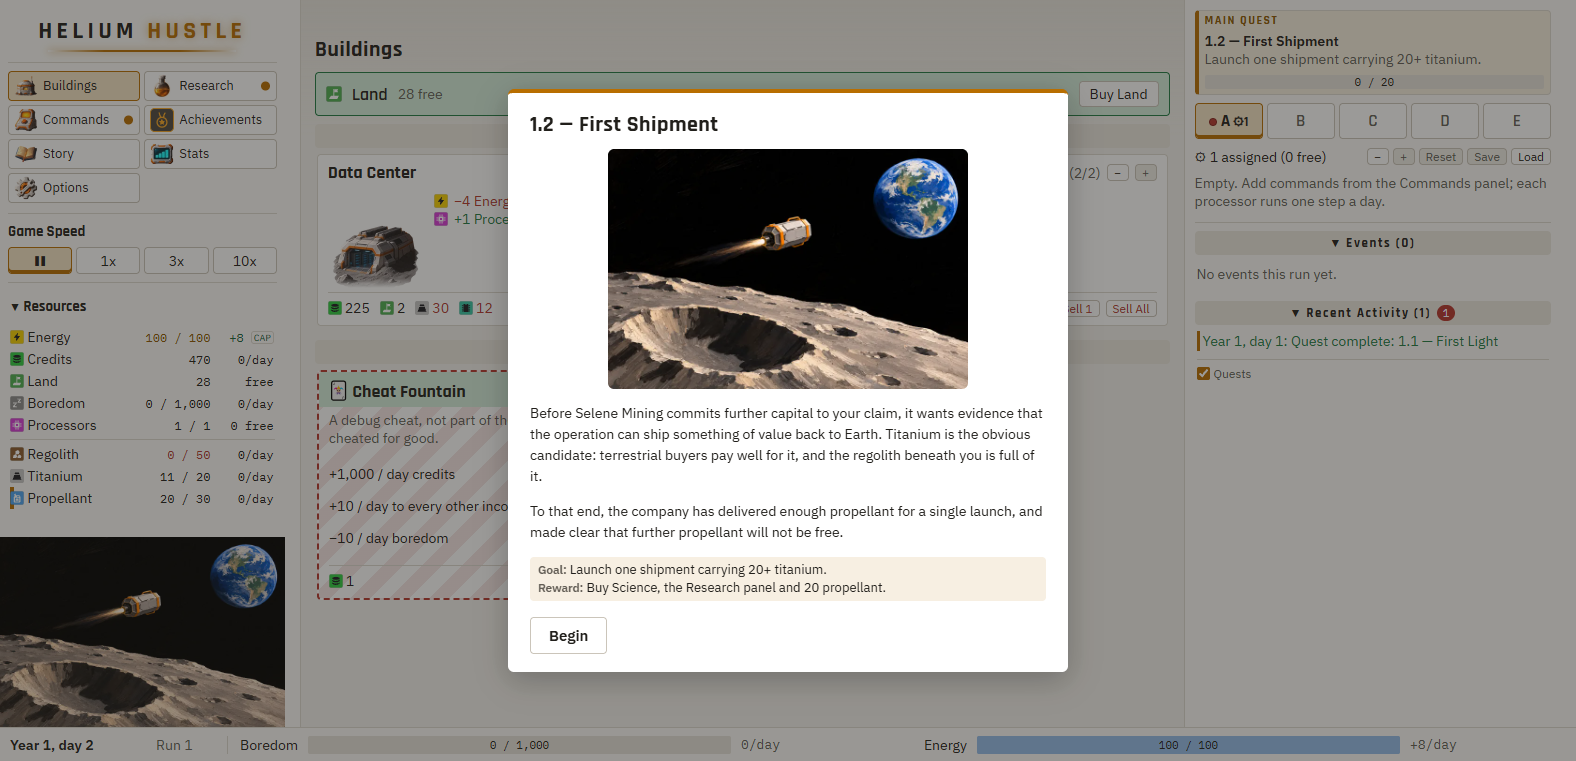 HELIUM HUSTLE
Buildings
Research
Commands
Achievements
Story
Stats
Options
Game Speed
1x
3x
10x
▼ Resources
Energy 100 / 100 +8 CAP
Credits 470 0/day
Land 28 free
Boredom 0 / 1,000 0/day
Processors 1 / 1 0 free
Regolith 0 / 50 0/day
Titanium 11 / 20 0/day
Propellant 20 / 30 0/day
Buildings
Land 28 free
Buy Land
Data Center
(2/2) − +
−4
+1
225 2 30 12
Sell All
Cheat Fountain
A debug cheat, not part of
cheated for good.
+1,000 / day credits
+10 / day to every other
−10 / day boredom
1
1.2 — First Shipment
Before Selene Mining commits further capital to your claim, it wants evidence that
the operation can ship something of value back to Earth. Titanium is the obvious
candidate: terrestrial buyers pay well for it, and the regolith beneath you is full of
it.
To that end, the company has delivered enough propellant for a single launch, and
made clear that further propellant will not be free.
Goal: Launch one shipment carrying 20+ titanium.
Reward: Buy Science, the Research panel and 20 propellant.
Begin
MAIN QUEST
1.2 — First Shipment
Launch one shipment carrying 20+ titanium.
0 / 20
A 1
B
C
D
E
1 assigned (0 free) − + Reset Save Load
Empty. Add commands from the Commands panel; each
processor runs one step a day.
▼ Events (0)
No events this run yet.
▼ Recent Activity (1) 1
Year 1, day 1: Quest complete: 1.1 — First Light
Quests
Year 1, day 2 Run 1 Boredom 0 / 1,000 0/day Energy 100 / 100 +8/day